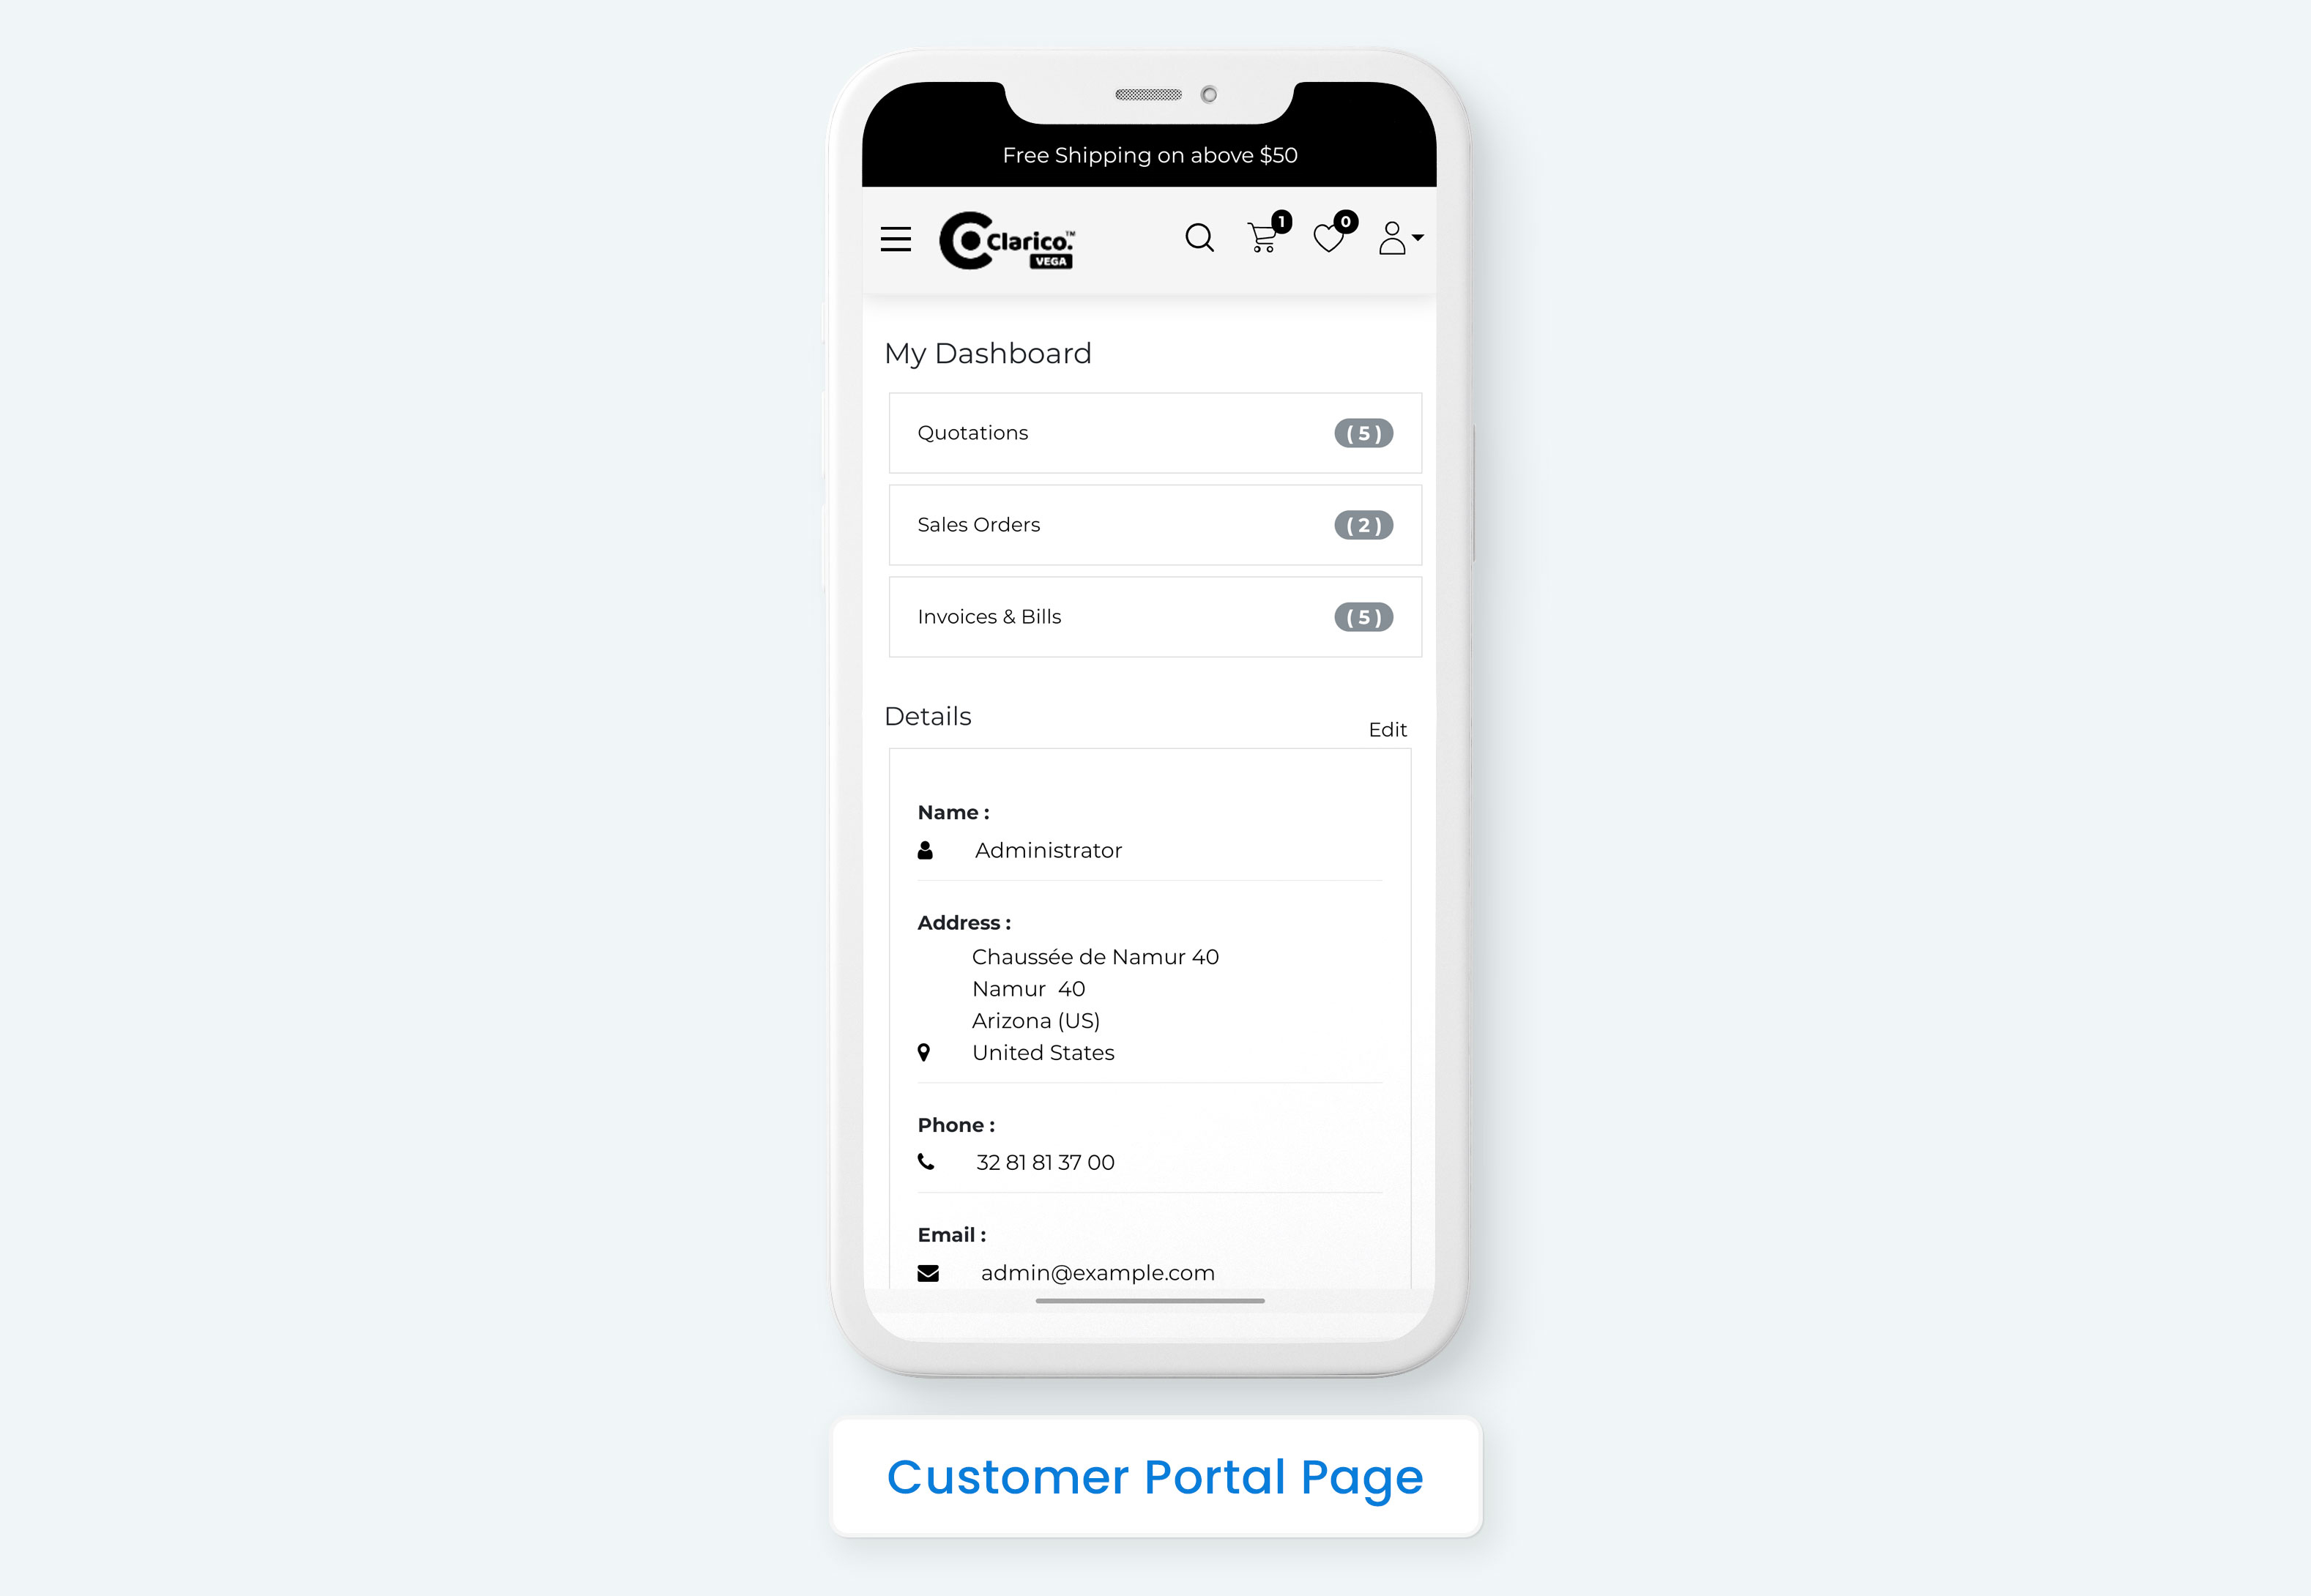 Free Shipping on above $50
Clarico.™
VEGA
1
0
My Dashboard
Quotations ( 5 )
Sales Orders ( 2 )
Invoices & Bills ( 5 )
Details
Edit
Name :
Administrator
Address :
Chaussée de Namur 40
Namur 40
Arizona (US)
United States
Phone :
32 81 81 37 00
Email :
admin@example.com
Customer Portal Page